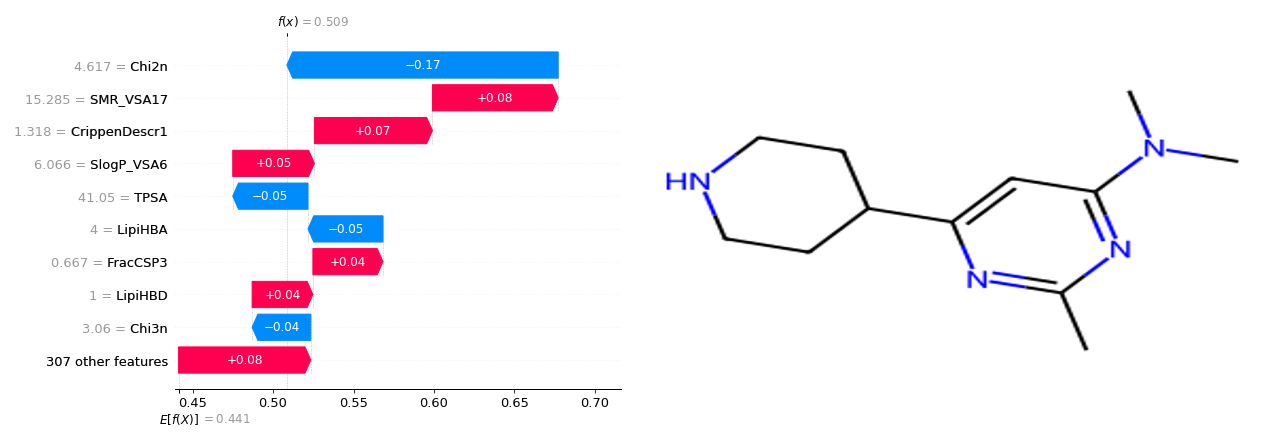 f(x) = 0.509
4.617 = Chi2n
−0.17
15.285 = SMR_VSA17
+0.08
1.318 = CrippenDescr1
+0.07
6.066 = SlogP_VSA6
+0.05
41.05 = TPSA
−0.05
4 = LipiHBA
−0.05
0.667 = FracCSP3
+0.04
1 = LipiHBD
+0.04
3.06 = Chi3n
−0.04
307 other features
+0.08
0.45 0.50 0.55 0.60 0.65 0.70
E[f(X)] = 0.441
N
HN
N
N